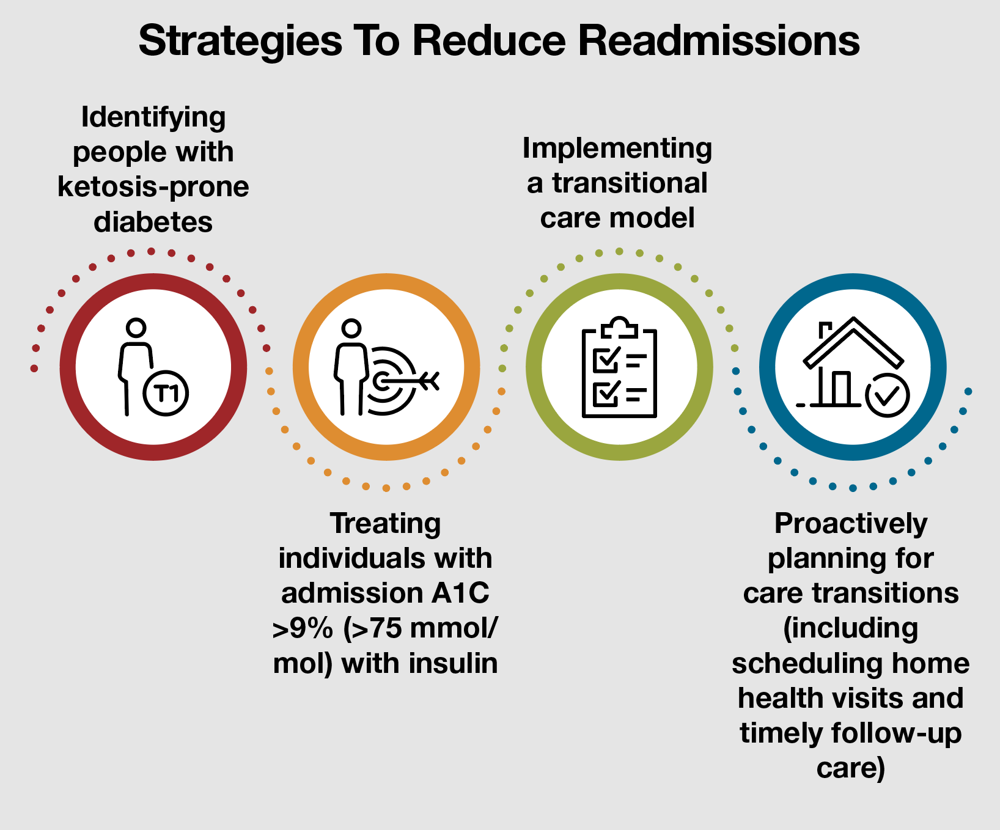 Strategies To Reduce Readmissions
Identifying
people with
ketosis-prone
diabetes
T1
Treating
individuals with
admission A1C
>9% (>75 mmol/
mol) with insulin
Implementing
a transitional
care model
Proactively
planning for
care transitions
(including
scheduling home
health visits and
timely follow-up
care)